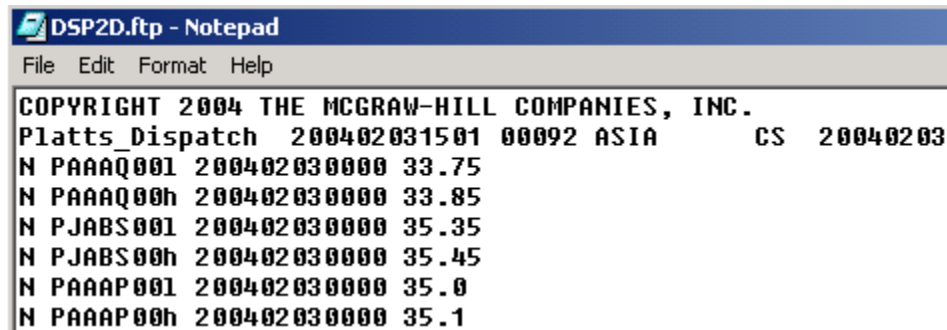 DSP2D.ftp - Notepad
File Edit Format Help
COPYRIGHT 2004 THE MCGRAW-HILL COMPANIES, INC.
Platts_Dispatch 200402031501 00092 ASIA CS 20040203
N PAAAQ00l 200402030000 33.75
N PAAAQ00h 200402030000 33.85
N PJABS00l 200402030000 35.35
N PJABS00h 200402030000 35.45
N PAAAP00l 200402030000 35.0
N PAAAP00h 200402030000 35.1